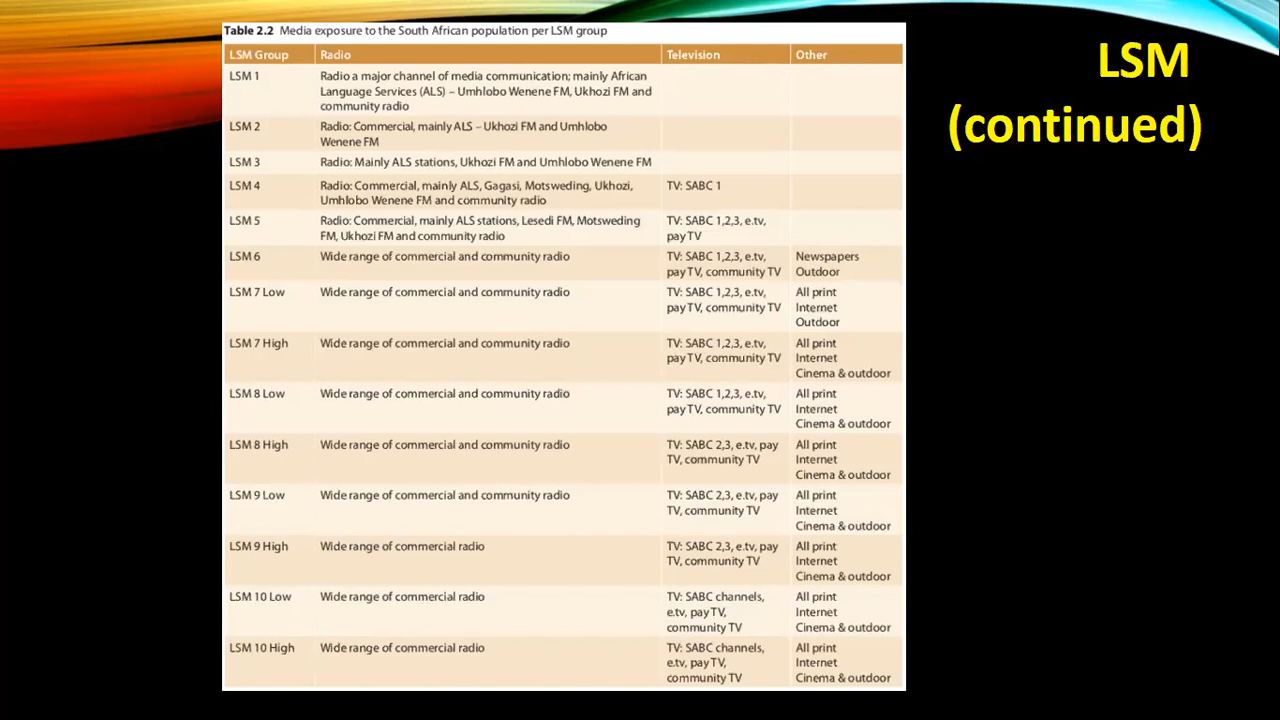 LSM
(continued)
Table 2.2 Media exposure to the South African population per LSM group
LSM Group Radio Television Other
LSM 1 Radio a major channel of media communication; mainly African
Language Services (ALS) – Umhlobo Wenene FM, Ukhozi FM and
community radio
LSM 2 Radio: Commercial, mainly ALS – Ukhozi FM and Umhlobo
Wenene FM
LSM 3 Radio: Mainly ALS stations, Ukhozi FM and Umhlobo Wenene FM
LSM 4 Radio: Commercial, mainly ALS, Gagasi, Motsweding, Ukhozi, TV: SABC 1
Umhlobo Wenene FM and community radio
LSM 5 Radio: Commercial, mainly ALS stations, Lesedi FM, Motsweding TV: SABC 1,2,3, e.tv,
FM, Ukhozi FM and community radio pay TV
LSM 6 Wide range of commercial and community radio TV: SABC 1,2,3, e.tv, Newspapers
pay TV, community TV Outdoor
LSM 7 Low Wide range of commercial and community radio TV: SABC 1,2,3, e.tv, All print
pay TV, community TV Internet
Outdoor
LSM 7 High Wide range of commercial and community radio TV: SABC 1,2,3, e.tv, All print
pay TV, community TV Internet
Cinema & outdoor
LSM 8 Low Wide range of commercial and community radio TV: SABC 1,2,3, e.tv, All print
pay TV, community TV Internet
Cinema & outdoor
LSM 8 High Wide range of commercial and community radio TV: SABC 2,3, e.tv, pay All print
TV, community TV Internet
Cinema & outdoor
LSM 9 Low Wide range of commercial and community radio TV: SABC 2,3, e.tv, pay All print
TV, community TV Internet
Cinema & outdoor
LSM 9 High Wide range of commercial radio TV: SABC 2,3, e.tv, pay All print
TV, community TV Internet
Cinema & outdoor
LSM 10 Low Wide range of commercial radio TV: SABC channels, All print
e.tv, pay TV, Internet
community TV Cinema & outdoor
LSM 10 High Wide range of commercial radio TV: SABC channels, All print
e.tv, pay TV, Internet
community TV Cinema & outdoor